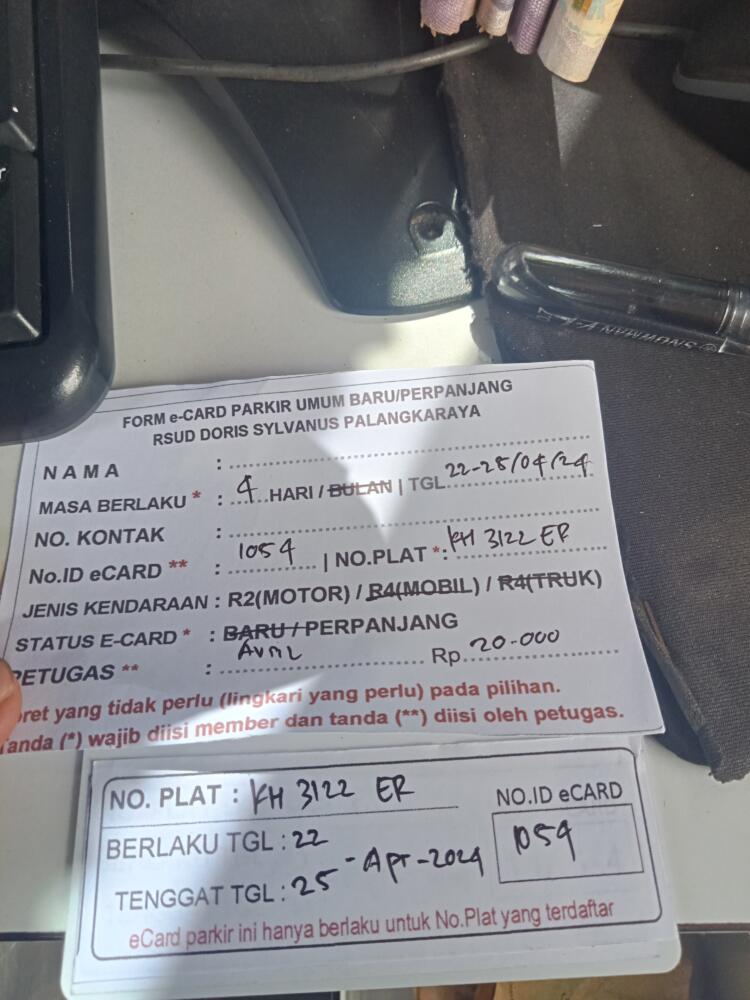 FORM e-CARD PARKIR UMUM BARU/PERPANJANG
RSUD DORIS SYLVANUS PALANGKARAYA
NAMA :
MASA BERLAKU * : 4 HARI / BULAN | TGL 22-25/04/24
NO. KONTAK :
No.ID eCARD ** : 1054 | NO.PLAT *: KH 3122 ER
JENIS KENDARAAN : R2(MOTOR) / R4(MOBIL) / R4(TRUK)
STATUS E-CARD * : BARU / PERPANJANG
PETUGAS ** : Rp. 20.000
oret yang tidak perlu (lingkari yang perlu) pada pilihan.
anda (*) wajib diisi member dan tanda (**) diisi oleh petugas.
NO. PLAT : KH 3122 ER
NO.ID eCARD
1054
BERLAKU TGL : 22
TENGGAT TGL : 25 -Apr-2024
eCard parkir ini hanya berlaku untuk No.Plat yang terdaftar
SNOWMAN